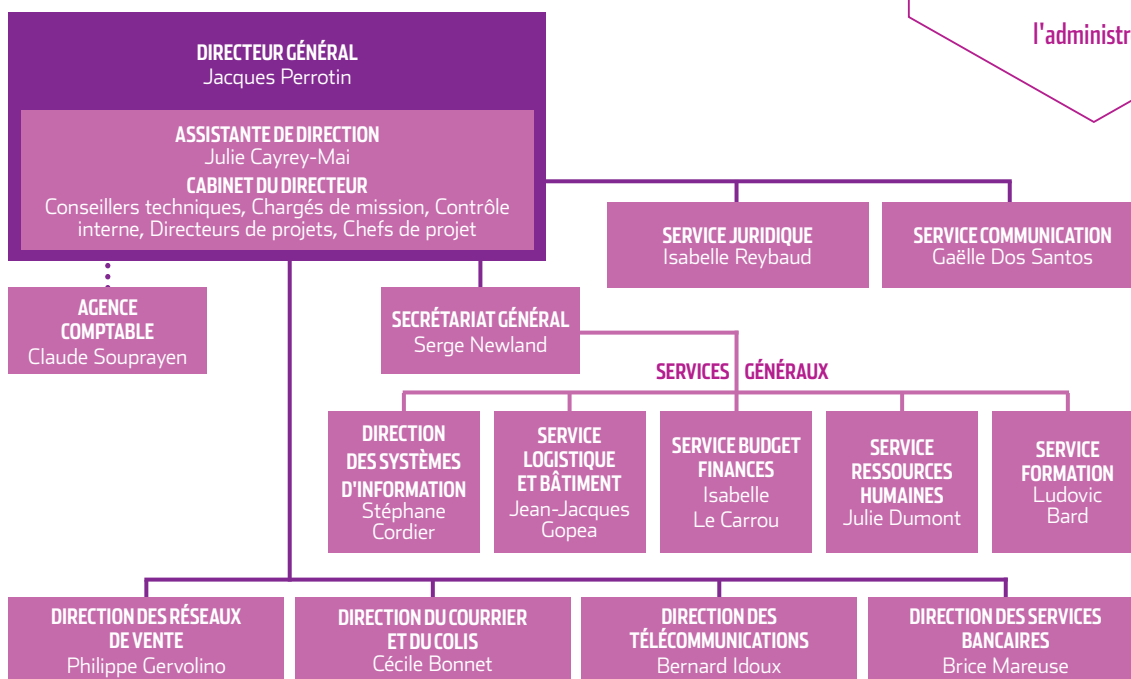 l'administr
DIRECTEUR GÉNÉRAL
Jacques Perrotin
ASSISTANTE DE DIRECTION
Julie Cayrey-Mai
CABINET DU DIRECTEUR
Conseillers techniques, Chargés de mission, Contrôle
interne, Directeurs de projets, Chefs de projet
SERVICE JURIDIQUE
Isabelle Reybaud
SERVICE COMMUNICATION
Gaëlle Dos Santos
AGENCE
COMPTABLE
Claude Souprayen
SECRÉTARIAT GÉNÉRAL
Serge Newland
SERVICES GÉNÉRAUX
DIRECTION
DES SYSTÈMES
D'INFORMATION
Stéphane
Cordier
SERVICE
LOGISTIQUE
ET BÂTIMENT
Jean-Jacques
Gopea
SERVICE BUDGET
FINANCES
Isabelle
Le Carrou
SERVICE
RESSOURCES
HUMAINES
Julie Dumont
SERVICE
FORMATION
Ludovic
Bard
DIRECTION DES RÉSEAUX
DE VENTE
Philippe Gervolino
DIRECTION DU COURRIER
ET DU COLIS
Cécile Bonnet
DIRECTION DES
TÉLÉCOMMUNICATIONS
Bernard Idoux
DIRECTION DES SERVICES
BANCAIRES
Brice Mareuse